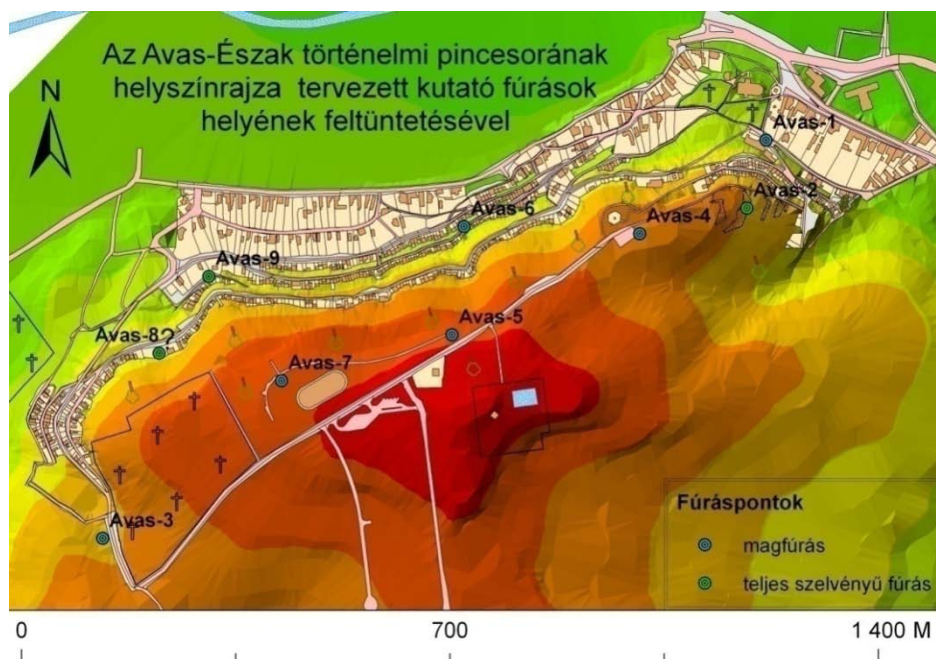 Az Avas-Észak történelmi pincesorának
helyszínrajza tervezett kutató fúrások
helyének feltüntetésével
N
Avas-1
Avas-2
Avas-6
Avas-4
Avas-9
Avas-5
Avas-8?
Avas-7
Avas-3
Fúráspontok
magfúrás
teljes szelvényű fúrás
0 700 1 400 M